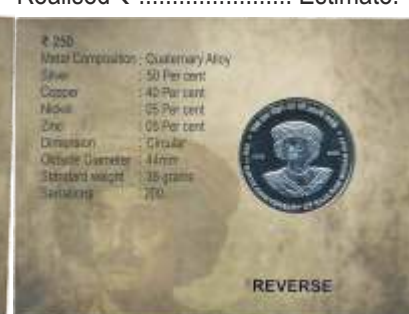 Realised ₹ ....................... Estimate:
₹ 250
Metal Composition : Quaternary Alloy
Silver : 50 Per cent
Copper : 40 Per cent
Nickel : 05 Per cent
Zinc : 05 Per cent
Dimension : Circular
Outside Diameter : 44mm
Standard weight : 35 grams
Serrations : 200
REVERSE